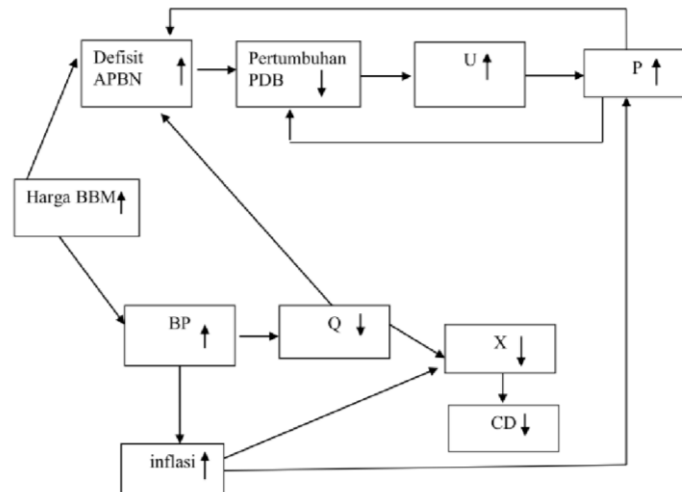 Defisit
APBN
Pertumbuhan
PDB
U
P
Harga BBM
BP
Q
X
CD
inflasi